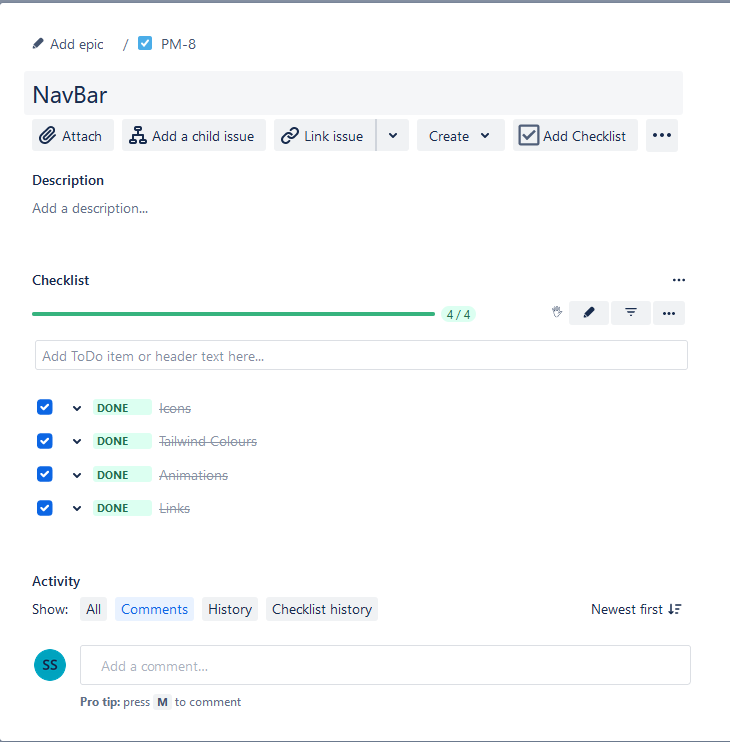 Add epic / PM-8
NavBar
Attach Add a child issue Link issue Create Add Checklist
Description
Add a description...
Checklist
4 / 4
Add ToDo item or header text here...
DONE Icons
DONE Tailwind Colours
DONE Animations
DONE Links
Activity
Show: All Comments History Checklist history Newest first
SS Add a comment...
Pro tip: press M to comment